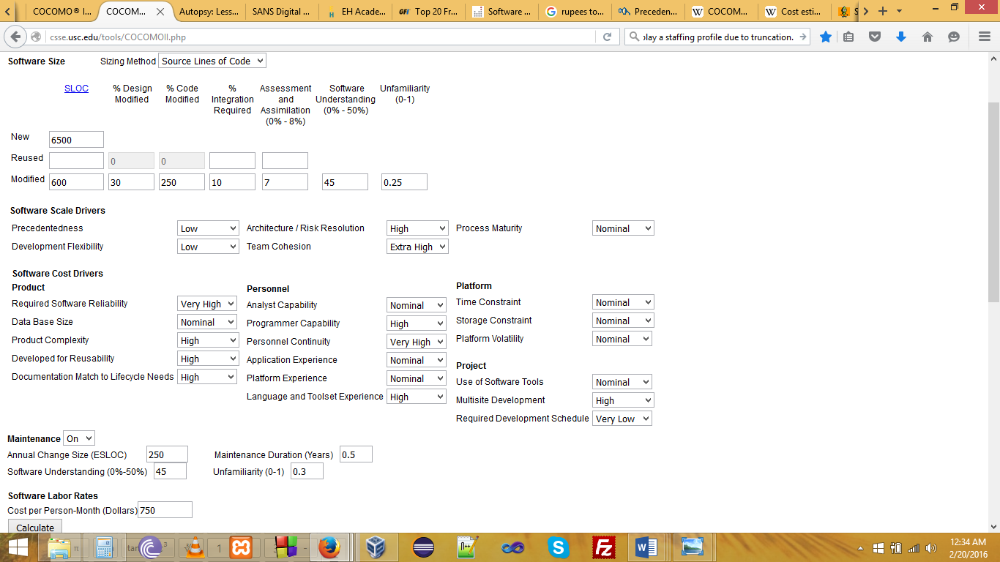 COCOMO® I... COCOM... Autopsy: Less... SANS Digital ... EH Acade... GFI Top 20 Fr... Software ... rupees to... Preceden... COCOM... Cost esti...
csse.usc.edu/tools/COCOMOII.php olay a staffing profile due to truncation.
Software Size Sizing Method Source Lines of Code
SLOC % Design Modified % Code Modified % Integration Required Assessment and Assimilation (0% - 8%) Software Understanding (0% - 50%) Unfamiliarity (0-1)
New 6500
Reused 0 0
Modified 600 30 250 10 7 45 0.25
Software Scale Drivers
Precedentedness Low Architecture / Risk Resolution High Process Maturity Nominal
Development Flexibility Low Team Cohesion Extra High
Software Cost Drivers
Product Personnel Platform
Required Software Reliability Very High Analyst Capability Nominal Time Constraint Nominal
Data Base Size Nominal Programmer Capability High Storage Constraint Nominal
Product Complexity High Personnel Continuity Very High Platform Volatility Nominal
Developed for Reusability High Application Experience Nominal Project
Documentation Match to Lifecycle Needs High Platform Experience Nominal Use of Software Tools Nominal
Language and Toolset Experience High Multisite Development High
Required Development Schedule Very Low
Maintenance On
Annual Change Size (ESLOC) 250 Maintenance Duration (Years) 0.5
Software Understanding (0%-50%) 45 Unfamiliarity (0-1) 0.3
Software Labor Rates
Cost per Person-Month (Dollars) 750
Calculate
12:34 AM
2/20/2016